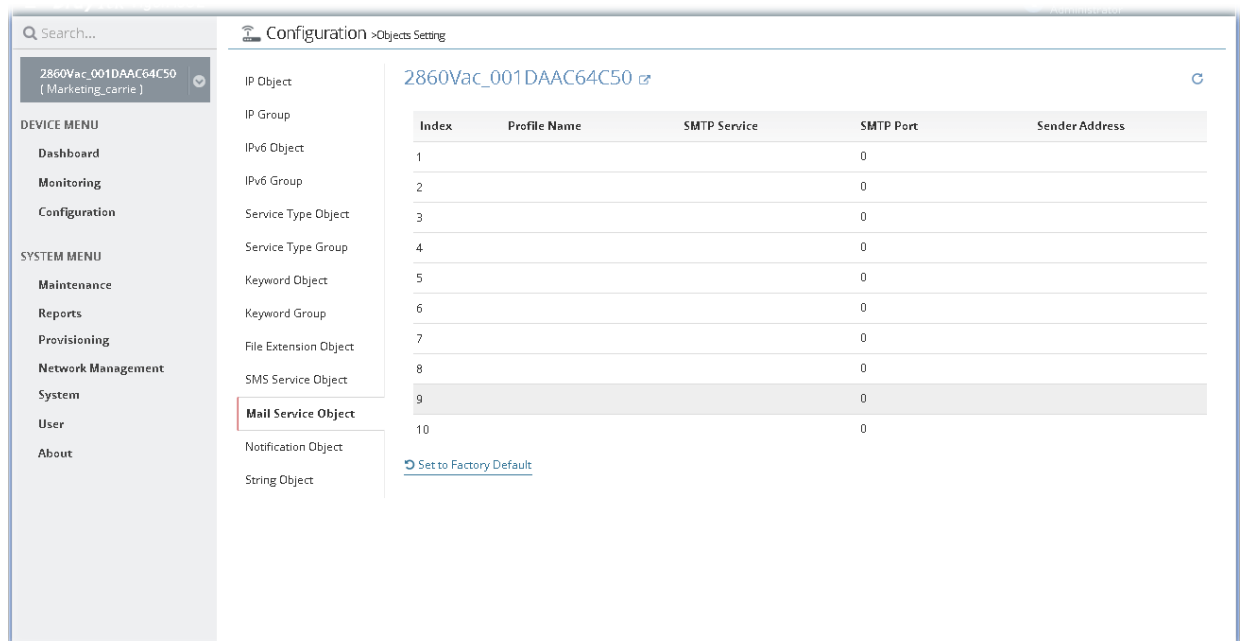 Search...
Configuration >Objects Setting
2860Vac_001DAAC64C50
( Marketing_carrie )
DEVICE MENU
Dashboard
Monitoring
Configuration
SYSTEM MENU
Maintenance
Reports
Provisioning
Network Management
System
User
About
IP Object
IP Group
IPv6 Object
IPv6 Group
Service Type Object
Service Type Group
Keyword Object
Keyword Group
File Extension Object
SMS Service Object
Mail Service Object
Notification Object
String Object
2860Vac_001DAAC64C50
Index Profile Name SMTP Service SMTP Port Sender Address
1 0
2 0
3 0
4 0
5 0
6 0
7 0
8 0
9 0
10 0
Set to Factory Default